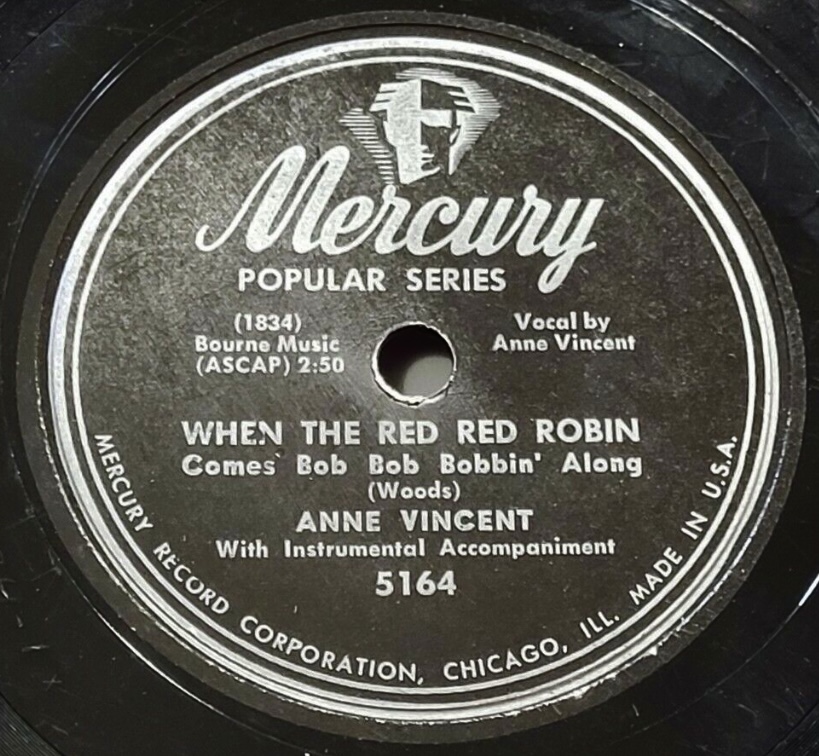 Mercury
POPULAR SERIES
(1834)
Bourne Music
(ASCAP) 2:50
Vocal by
Anne Vincent
WHEN THE RED RED ROBIN
Comes Bob Bob Bobbin' Along
(Woods)
ANNE VINCENT
With Instrumental Accompaniment
5164
MERCURY RECORD CORPORATION, CHICAGO, ILL. MADE IN U.S.A.